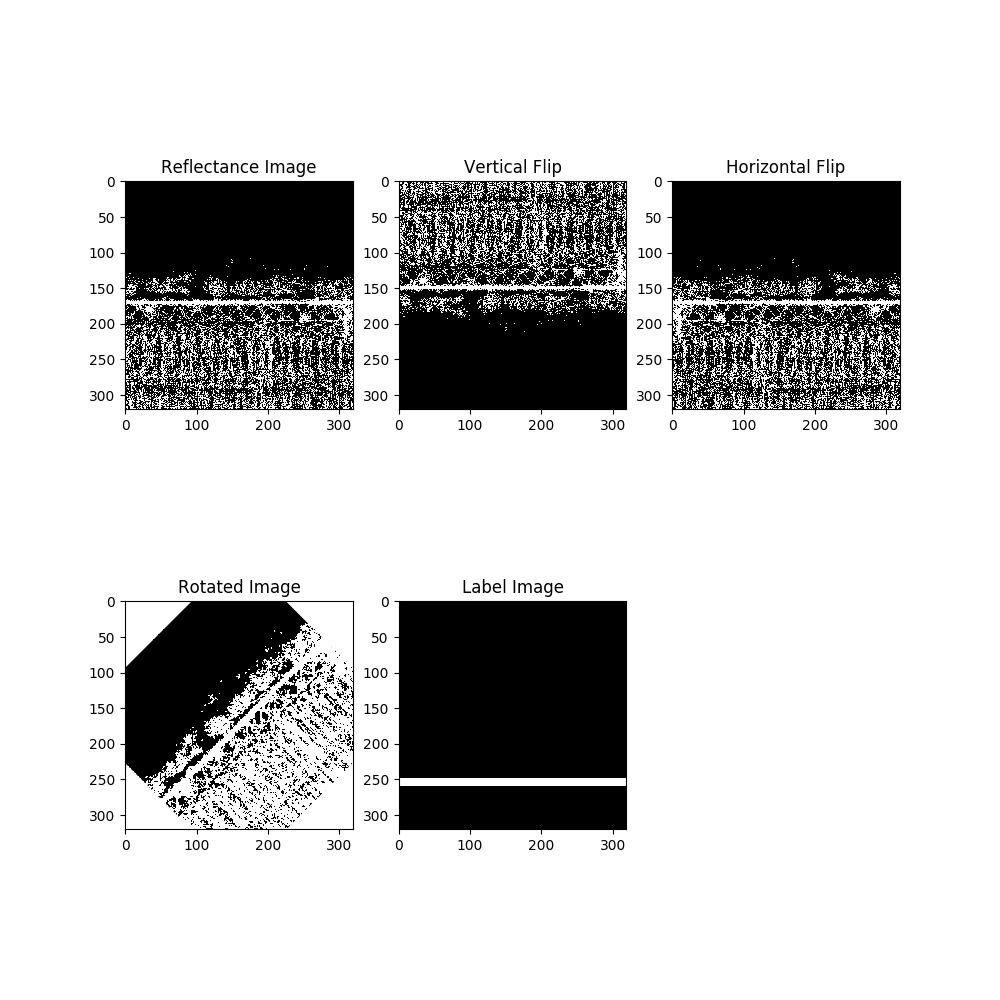 Reflectance Image Vertical Flip Horizontal Flip
0 0 0
50 50 50
100 100 100
150 150 150
200 200 200
250 250 250
300 300 300
0 100 200 300 0 100 200 300 0 100 200 300
Rotated Image Label Image
0 0
50 50
100 100
150 150
200 200
250 250
300 300
0 100 200 300 0 100 200 300